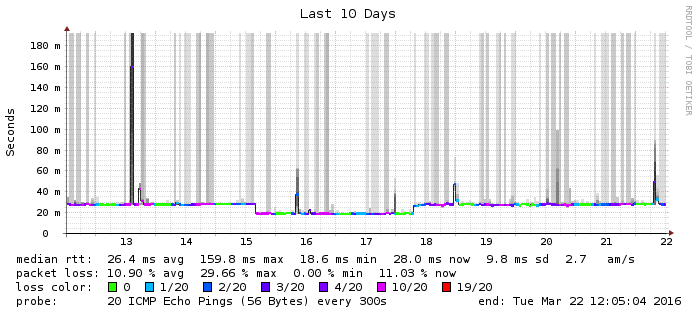 Last 10 Days
RRDTOOL / TOBI OETIKER
Seconds
180 m
160 m
140 m
120 m
100 m
80 m
60 m
40 m
20 m
0
13 14 15 16 17 18 19 20 21 22
median rtt: 26.4 ms avg 159.8 ms max 18.6 ms min 28.0 ms now 9.8 ms sd 2.7 am/s
packet loss: 10.90 % avg 29.66 % max 0.00 % min 11.03 % now
loss color: 0 1/20 2/20 3/20 4/20 10/20 19/20
probe: 20 ICMP Echo Pings (56 Bytes) every 300s end: Tue Mar 22 12:05:04 2016